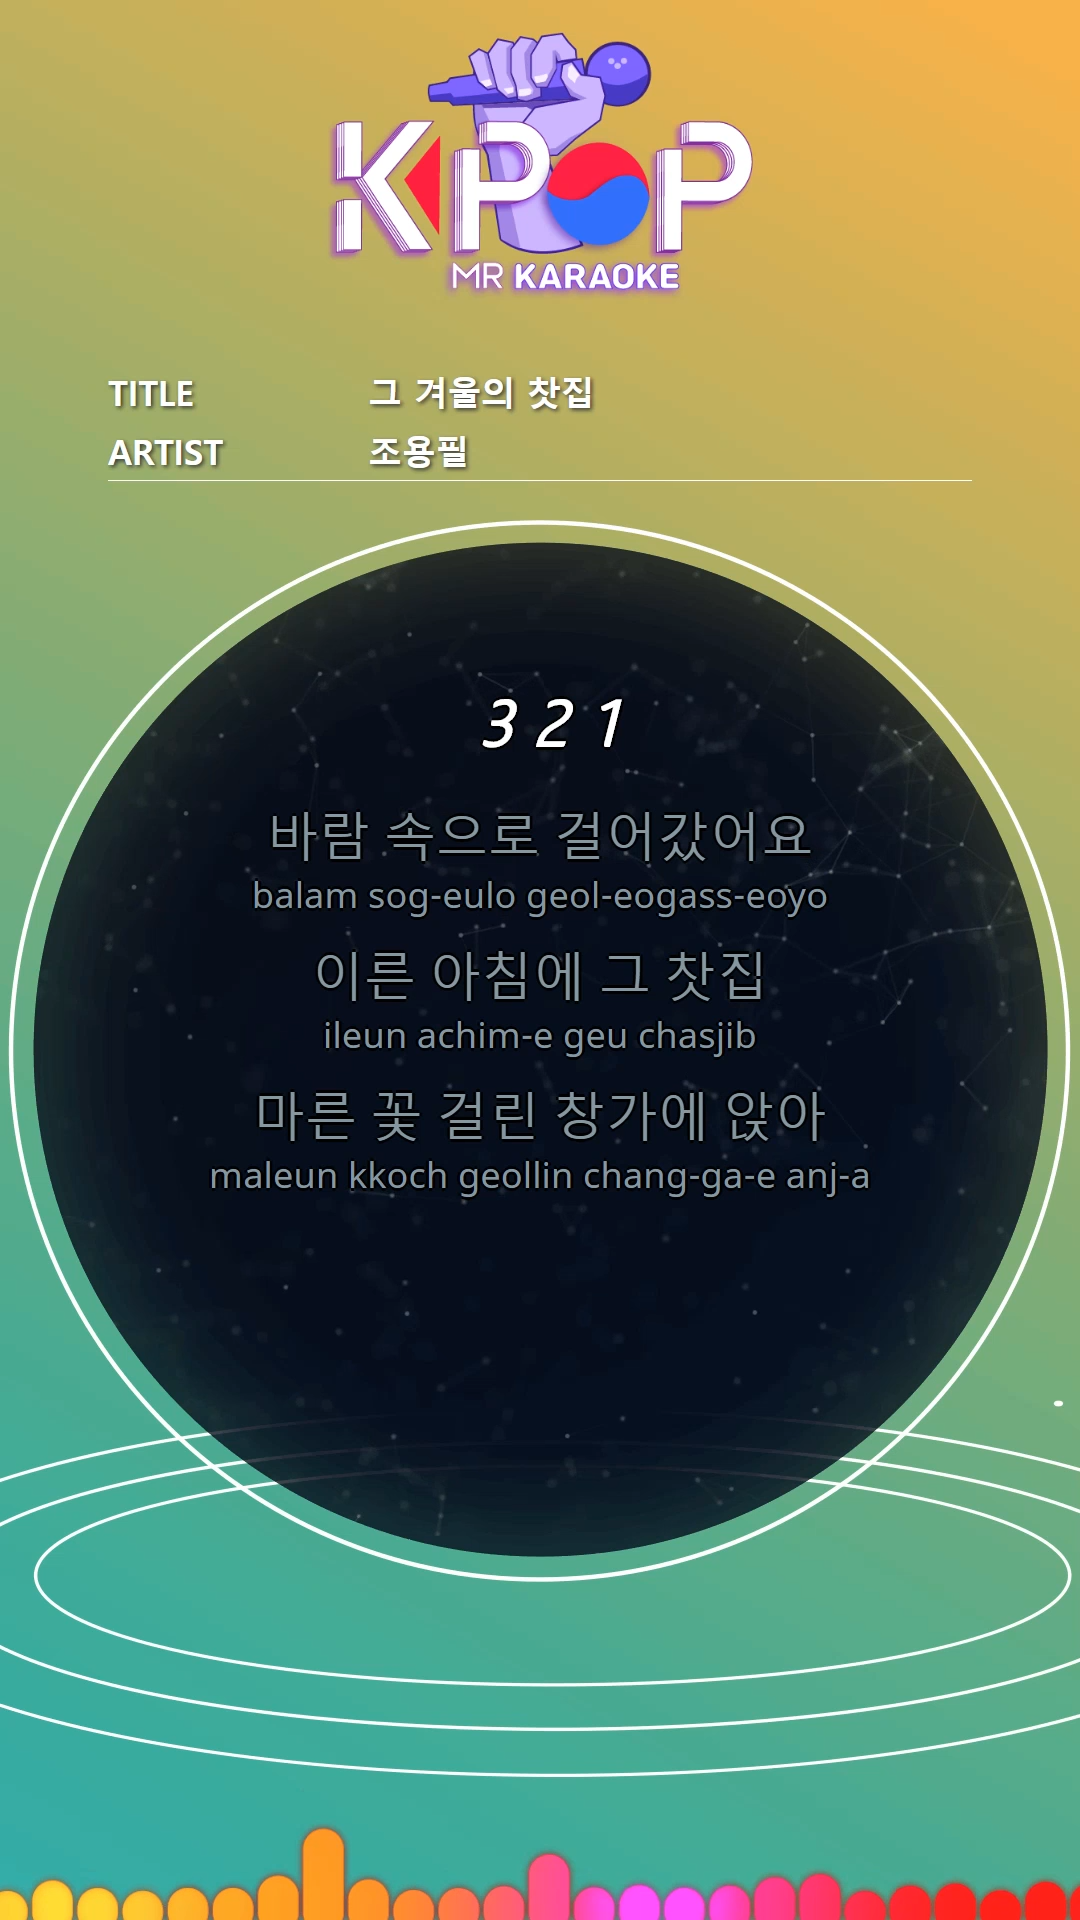 KPOP
MR KARAOKE
TITLE 그 겨울의 찻집
ARTIST 조용필
3 2 1
바람 속으로 걸어갔어요
balam sog-eulo geol-eogass-eoyo
이른 아침에 그 찻집
ileun achim-e geu chasjib
마른 꽃 걸린 창가에 앉아
maleun kkoch geollin chang-ga-e anj-a